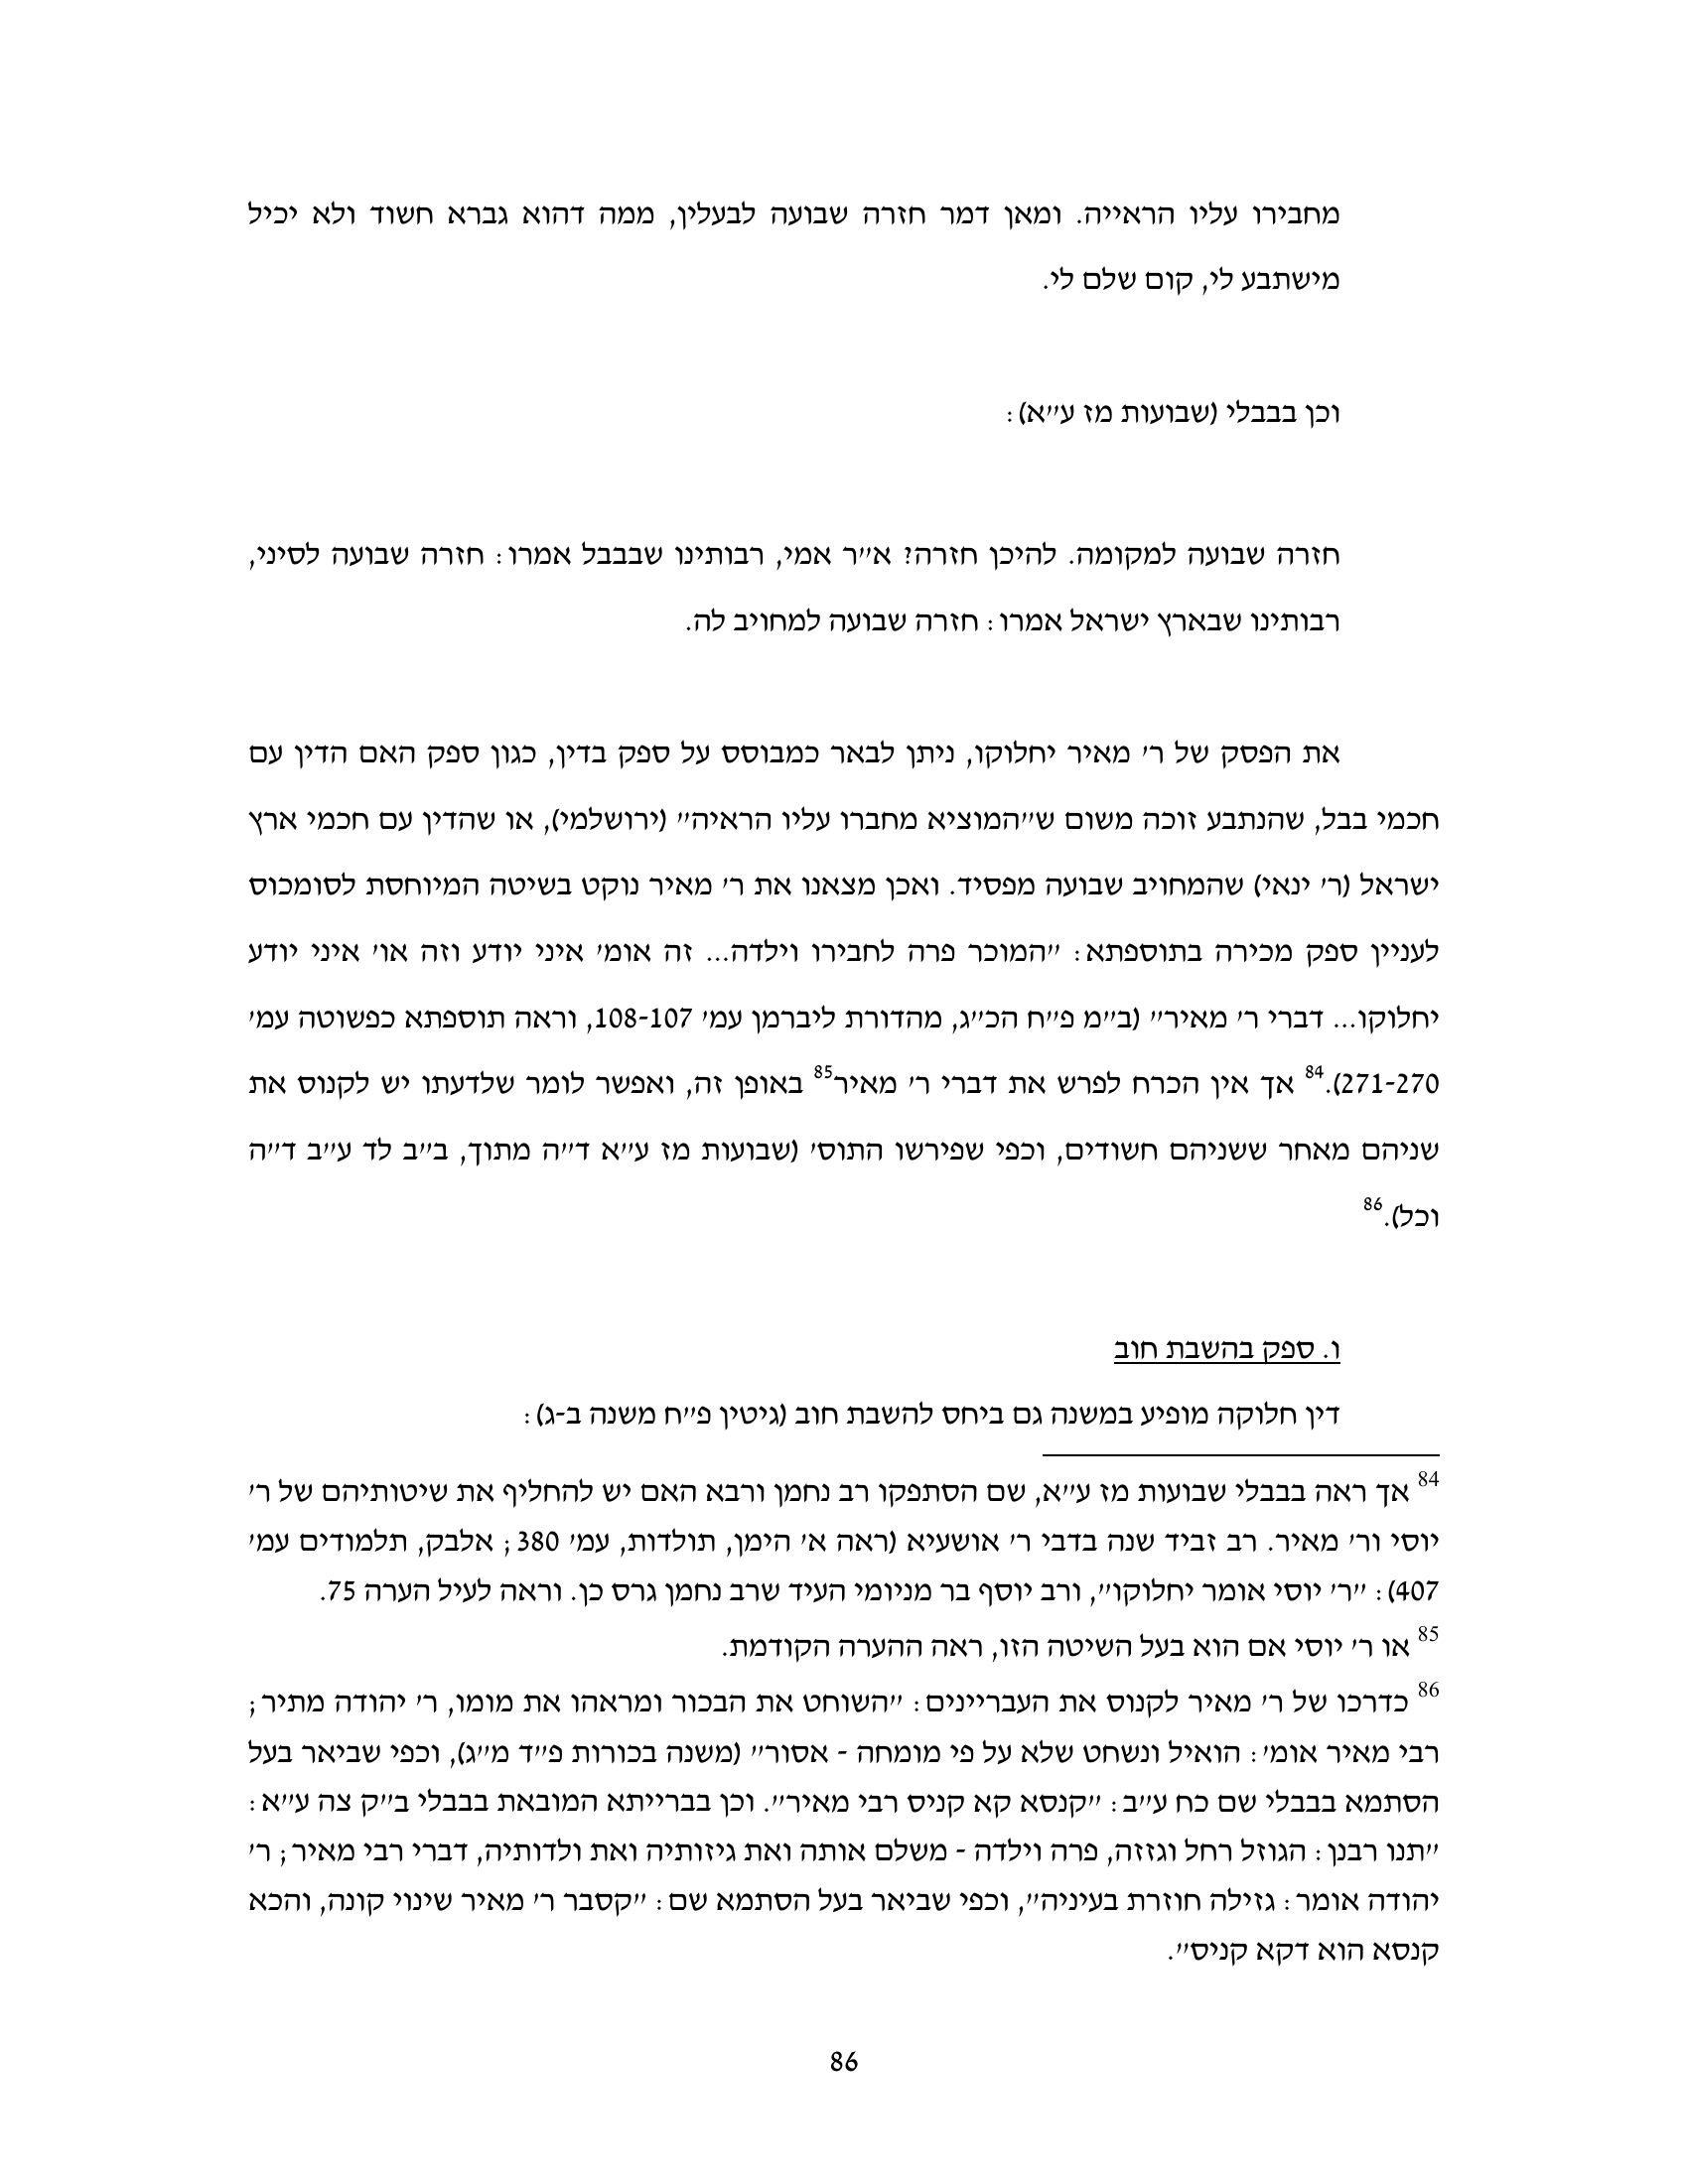 מחבירו עליו הראייה. ומאן דמר חזרה שבועה לבעלין, ממה דהוא גברא חשוד ולא יכיל
מישתבע לי, קום שלם לי.
וכן בבבלי (שבועות מז ע״א):
חזרה שבועה למקומה. להיכן חזרה? א״ר אמי, רבותינו שבבבל אמרו: חזרה שבועה לסיני,
רבותינו שבארץ ישראל אמרו: חזרה שבועה למחויב לה.
את הפסק של ר׳ מאיר יחלוקו, ניתן לבאר כמבוסס על ספק בדין, כגון ספק האם הדין עם
חכמי בבל, שהנתבע זוכה משום ש״המוציא מחברו עליו הראיה״ (ירושלמי), או שהדין עם חכמי ארץ
ישראל (ר׳ ינאי) שהמחויב שבועה מפסיד. ואכן מצאנו את ר׳ מאיר נוקט בשיטה המיוחסת לסומכוס
לעניין ספק מכירה בתוספתא: ״המוכר פרה לחבירו וילדה... זה אומ׳ איני יודע וזה או׳ איני יודע
יחלוקו... דברי ר׳ מאיר״ (ב״מ פ״ח הכ״ג, מהדורת ליברמן עמ׳ 108-107, וראה תוספתא כפשוטה עמ׳
271-270).84 אך אין הכרח לפרש את דברי ר׳ מאיר85 באופן זה, ואפשר לומר שלדעתו יש לקנוס את
שניהם מאחר ששניהם חשודים, וכפי שפירשו התוס׳ (שבועות מז ע״א ד״ה מתוך, ב״ב לד ע״ב ד״ה
וכל).86
ו. ספק בהשבת חוב
דין חלוקה מופיע במשנה גם ביחס להשבת חוב (גיטין פ״ח משנה ב-ג):
84 אך ראה בבבלי שבועות מז ע״א, שם הסתפקו רב נחמן ורבא האם יש להחליף את שיטותיהם של ר׳
יוסי ור׳ מאיר. רב זביד שנה בדבי ר׳ אושעיא (ראה א׳ הימן, תולדות, עמ׳ 380; אלבק, תלמודים עמ׳
407): ״ר׳ יוסי אומר יחלוקו״, ורב יוסף בר מניומי העיד שרב נחמן גרס כן. וראה לעיל הערה 75.
85 או ר׳ יוסי אם הוא בעל השיטה הזו, ראה ההערה הקודמת.
86 כדרכו של ר׳ מאיר לקנוס את העבריינים: ״השוחט את הבכור ומראהו את מומו, ר׳ יהודה מתיר;
רבי מאיר אומ׳: הואיל ונשחט שלא על פי מומחה - אסור״ (משנה בכורות פ״ד מ״ג), וכפי שביאר בעל
הסתמא בבבלי שם כח ע״ב: ״קנסא קא קניס רבי מאיר״. וכן בברייתא המובאת בבבלי ב״ק צה ע״א:
״תנו רבנן: הגוזל רחל וגזזה, פרה וילדה - משלם אותה ואת גיזותיה ואת ולדותיה, דברי רבי מאיר; ר׳
יהודה אומר: גזילה חוזרת בעיניה״, וכפי שביאר בעל הסתמא שם: ״קסבר ר׳ מאיר שינוי קונה, והכא
קנסא הוא דקא קניס״.
86